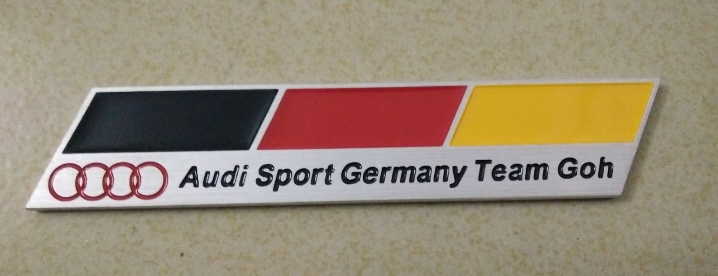 Audi Sport Germany Team Goh